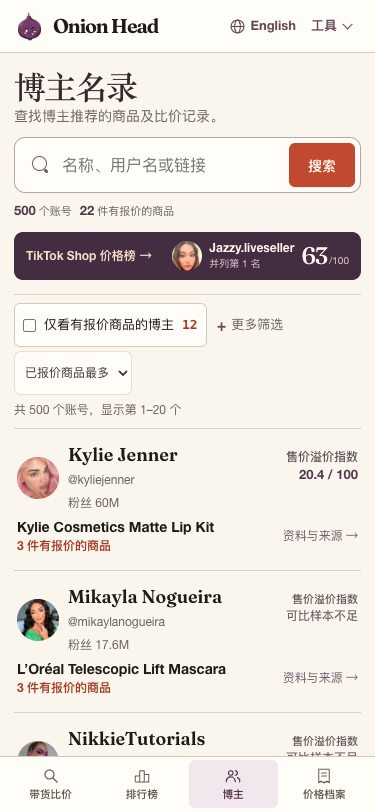 Onion Head
English
工具
博主名录
查找博主推荐的商品及比价记录。
名称、用户名或链接
搜索
500 个账号 22 件有报价的商品
TikTok Shop 价格榜 →
Jazzy.liveseller
并列第 1 名
63/100
仅看有报价商品的博主 12
+ 更多筛选
已报价商品最多
共 500 个账号，显示第 1–20 个
Kylie Jenner
@kyliejenner
粉丝 60M
售价溢价指数
20.4 / 100
Kylie Cosmetics Matte Lip Kit
3 件有报价的商品
资料与来源 →
Mikayla Nogueira
@mikaylanogueira
粉丝 17.6M
售价溢价指数
可比样本不足
L’Oréal Telescopic Lift Mascara
3 件有报价的商品
资料与来源 →
NikkieTutorials
售价溢价指数
可比样本不足
带货比价
排行榜
博主
价格档案